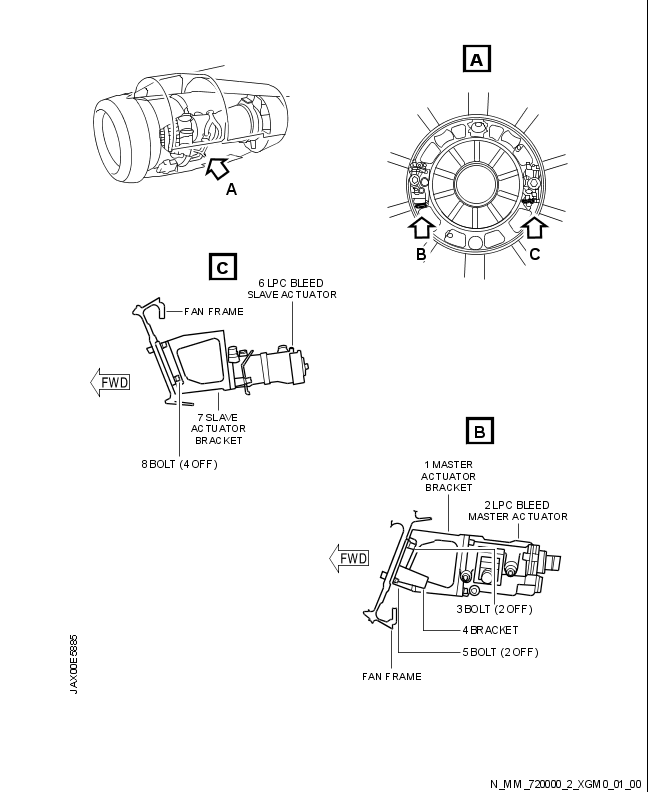 A
A
B
C
C
6 LPC BLEED
SLAVE ACTUATOR
FAN FRAME
FWD
7 SLAVE
ACTUATOR
BRACKET
8 BOLT (4 OFF)
B
1 MASTER
ACTUATOR
BRACKET
2 LPC BLEED
MASTER ACTUATOR
FWD
3 BOLT (2 OFF)
4 BRACKET
5 BOLT (2 OFF)
FAN FRAME
JAX00E5885
N_MM_720000_2_XGM0_01_00